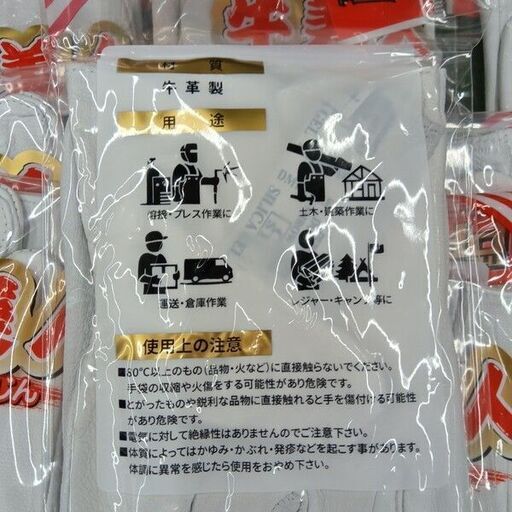 材質
牛革製
用途
溶接・プレス作業に
土木・建築作業に
運送・倉庫作業
レジャー・キャンプ等に
使用上の注意
■80℃以上のもの(品物・火など)に直接触らないでください。
手袋の収縮や火傷をする可能性があり危険です。
■とがったものや鋭利な品物に直接触れると手を傷付ける可能性
があり危険です。
■電気に対して絶縁性はありませんのでご注意下さい。
■体質によってはかゆみ・かぶれ・発疹などを起こす事があります。
体調に異常を感じたら使用をおやめ下さい。